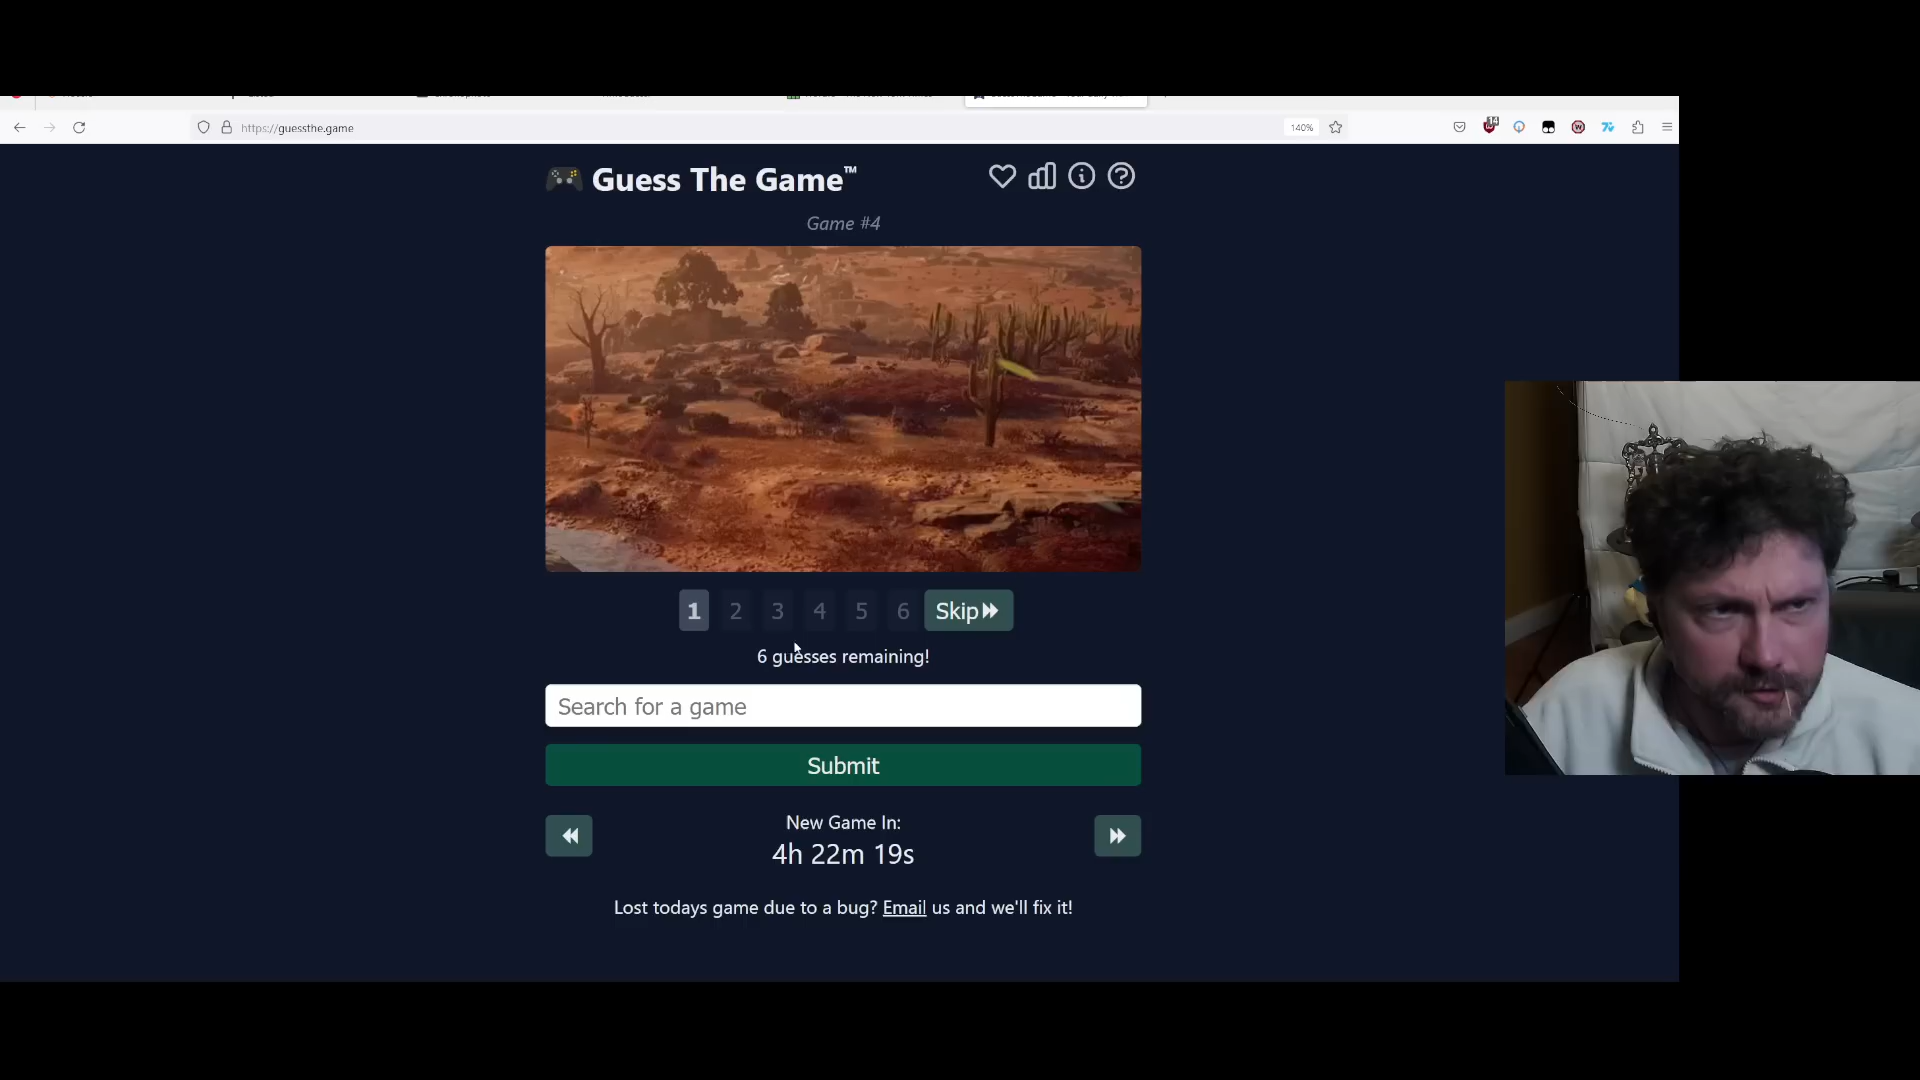 https://guessthe.game
140%
14
Guess The Game™
Game #4
1 2 3 4 5 6 Skip
6 guesses remaining!
Search for a game
Submit
New Game In:
4h 22m 19s
Lost todays game due to a bug? Email us and we'll fix it!